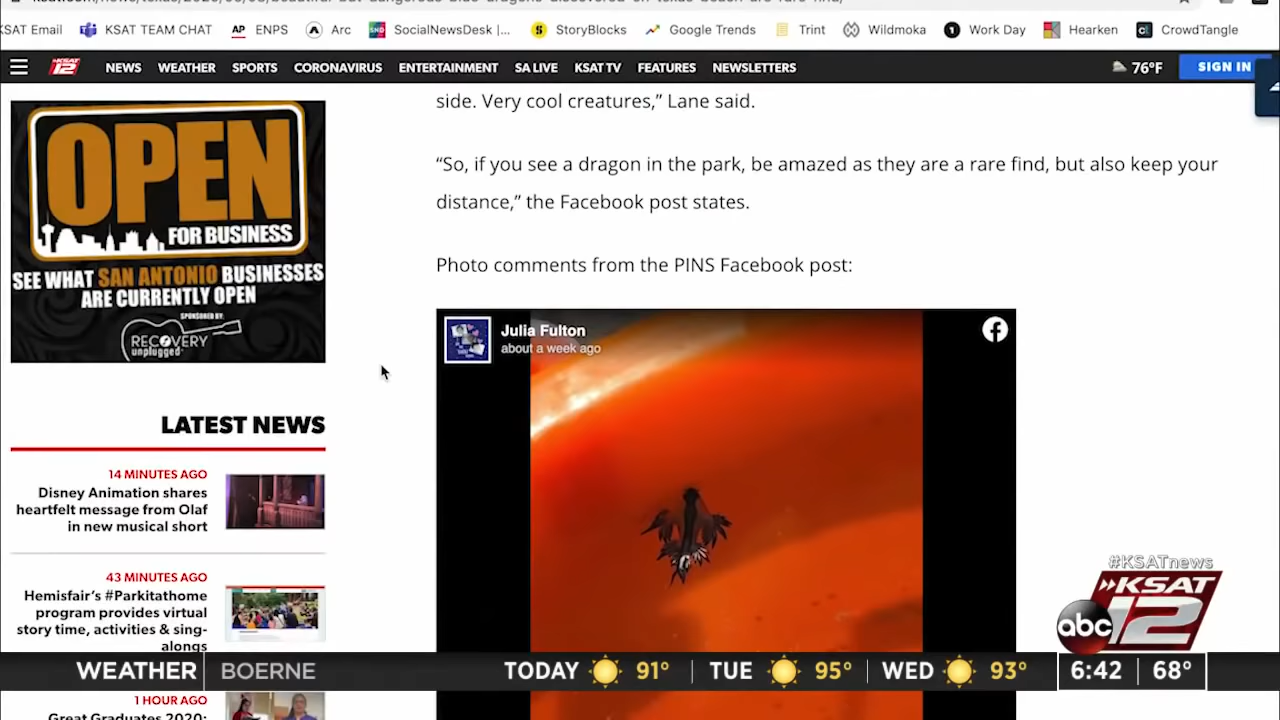 KSAT Email KSAT TEAM CHAT AP ENPS Arc SND SocialNewsDesk |... StoryBlocks Google Trends Trint Wildmoka Work Day Hearken CrowdTangle
KSAT 12 NEWS WEATHER SPORTS CORONAVIRUS ENTERTAINMENT SA LIVE KSAT TV FEATURES NEWSLETTERS 76°F SIGN IN
OPEN
FOR BUSINESS
SEE WHAT SAN ANTONIO BUSINESSES
ARE CURRENTLY OPEN
SPONSORED BY:
RECOVERY
unplugged
side. Very cool creatures,” Lane said.
“So, if you see a dragon in the park, be amazed as they are a rare find, but also keep your
distance,” the Facebook post states.
Photo comments from the PINS Facebook post:
Julia Fulton
about a week ago
LATEST NEWS
14 MINUTES AGO
Disney Animation shares
heartfelt message from Olaf
in new musical short
43 MINUTES AGO
Hemisfair’s #Parkitathome
program provides virtual
story time, activities & sing-
alongs
1 HOUR AGO
Great Graduates 2020:
#KSATnews
KSAT
abc 12
WEATHER BOERNE TODAY 91° TUE 95° WED 93° 6:42 68°